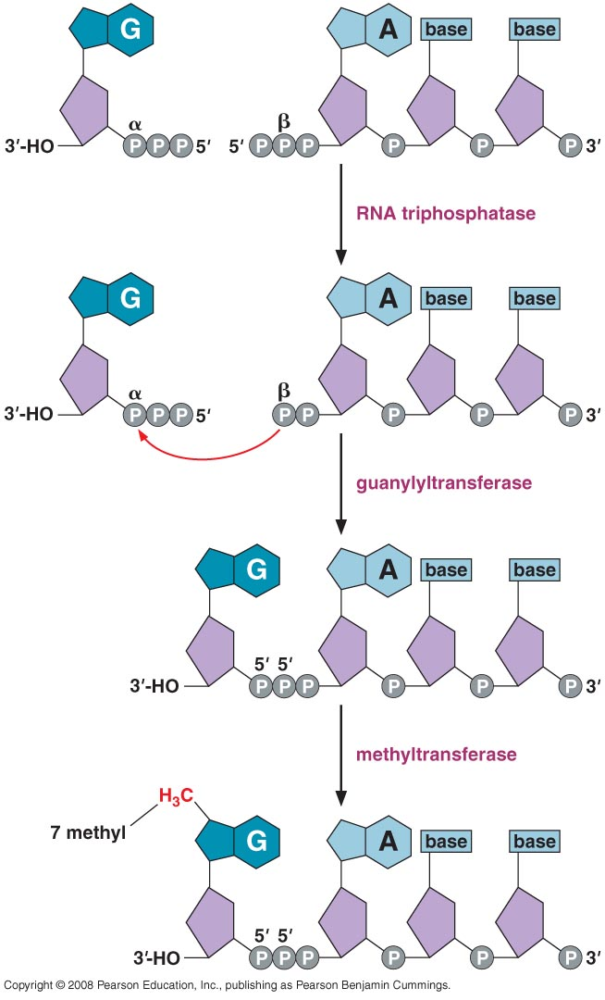 G A base base
α β
3′-HO P P P 5′ 5′ P P P P P P 3′
RNA triphosphatase
G A base base
α β
3′-HO P P P 5′ P P P P P 3′
guanylyltransferase
G A base base
5′ 5′
3′-HO P P P P P P 3′
methyltransferase
H₃C
7 methyl
G A base base
5′ 5′
3′-HO P P P P P P 3′
Copyright © 2008 Pearson Education, Inc., publishing as Pearson Benjamin Cummings.